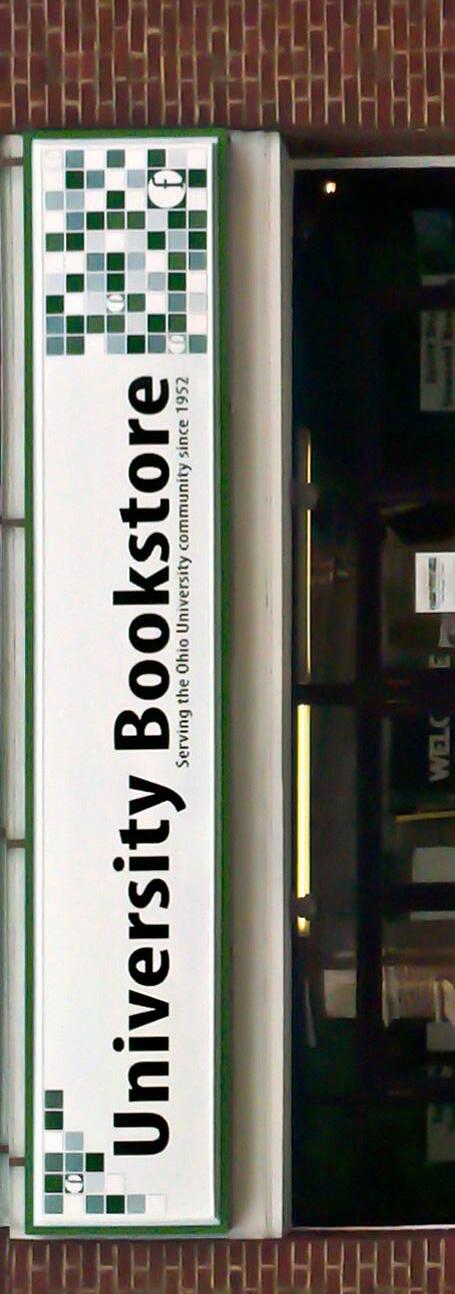 University Bookstore
Serving the Ohio University community since 1952
f